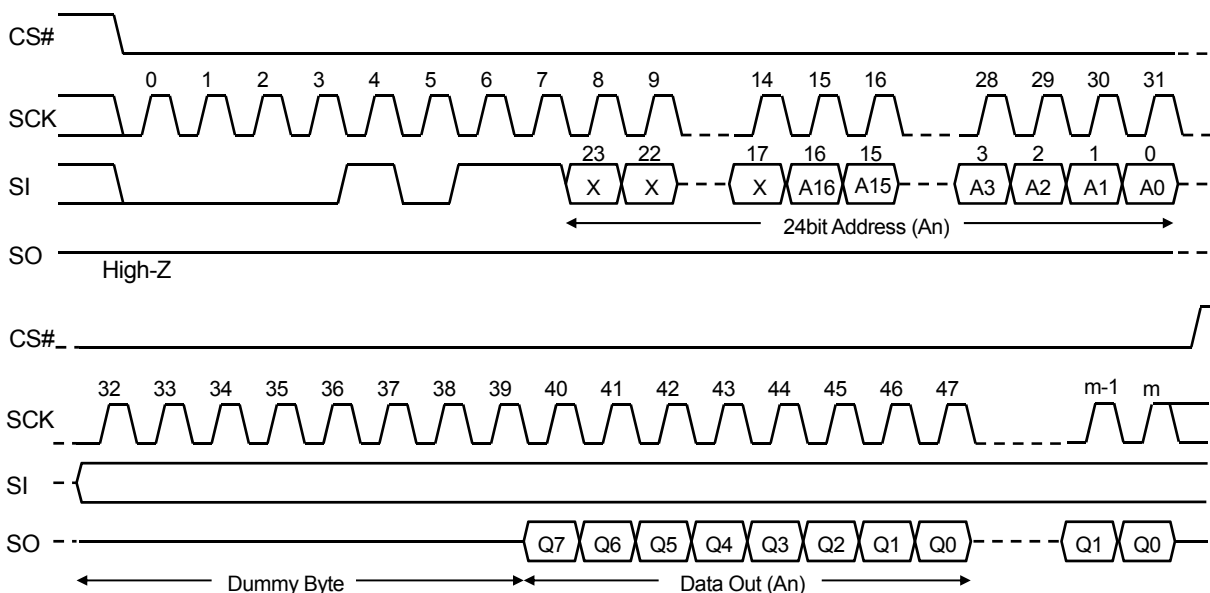 CS#
0 1 2 3 4 5 6 7 8 9 14 15 16 28 29 30 31
SCK
23 22 17 16 15 3 2 1 0
SI X X X A16 A15 A3 A2 A1 A0
24bit Address (An)
SO
High-Z
CS#
32 33 34 35 36 37 38 39 40 41 42 43 44 45 46 47 m-1 m
SCK
SI
SO Q7 Q6 Q5 Q4 Q3 Q2 Q1 Q0 Q1 Q0
Dummy Byte Data Out (An)